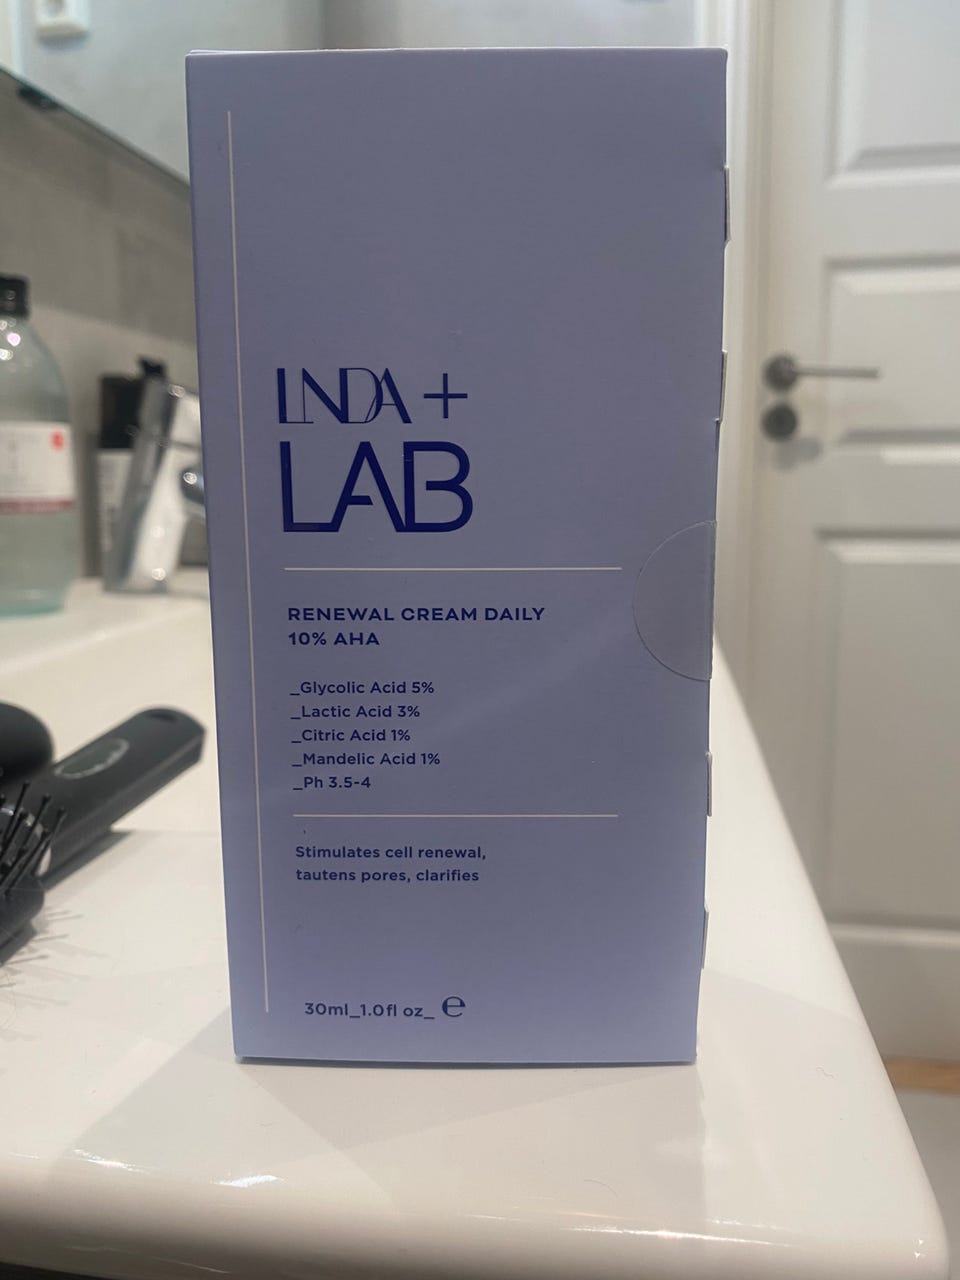 LNDA +
LAB
RENEWAL CREAM DAILY
10% AHA
_Glycolic Acid 5%
_Lactic Acid 3%
_Citric Acid 1%
_Mandelic Acid 1%
_Ph 3.5-4
Stimulates cell renewal,
tautens pores, clarifies
30ml_1.0fl oz_ ℮